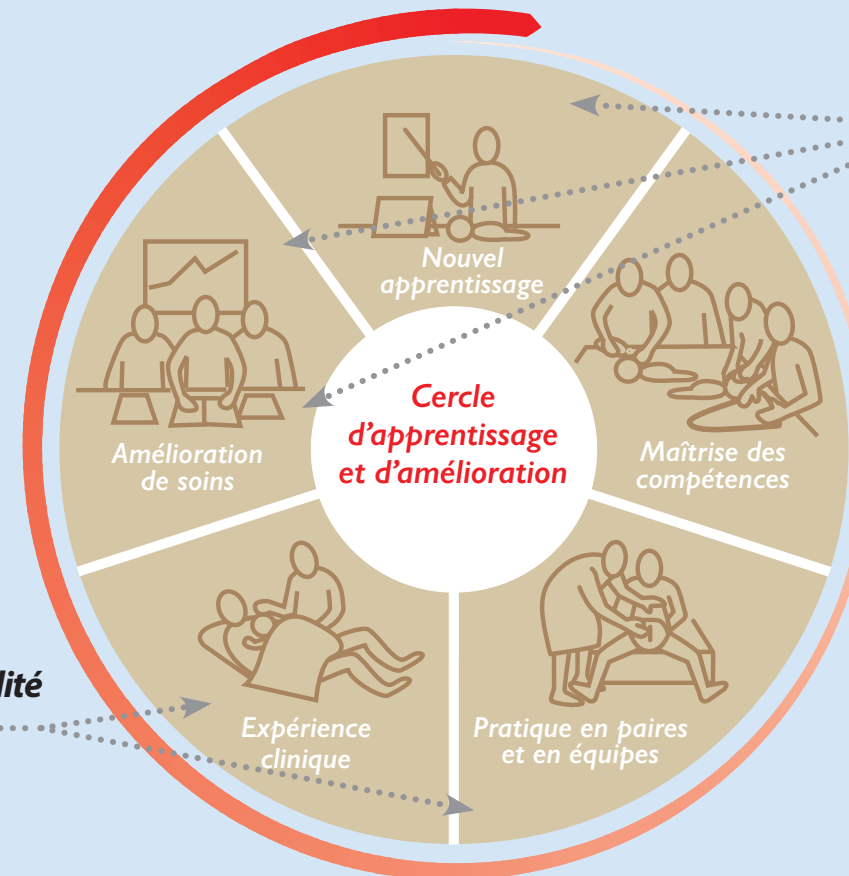 Nouvel
apprentissage
Cercle
d'apprentissage
et d'amélioration
Maîtrise des
compétences
Amélioration
de soins
Pratique en paires
et en équipes
Expérience
clinique
lité